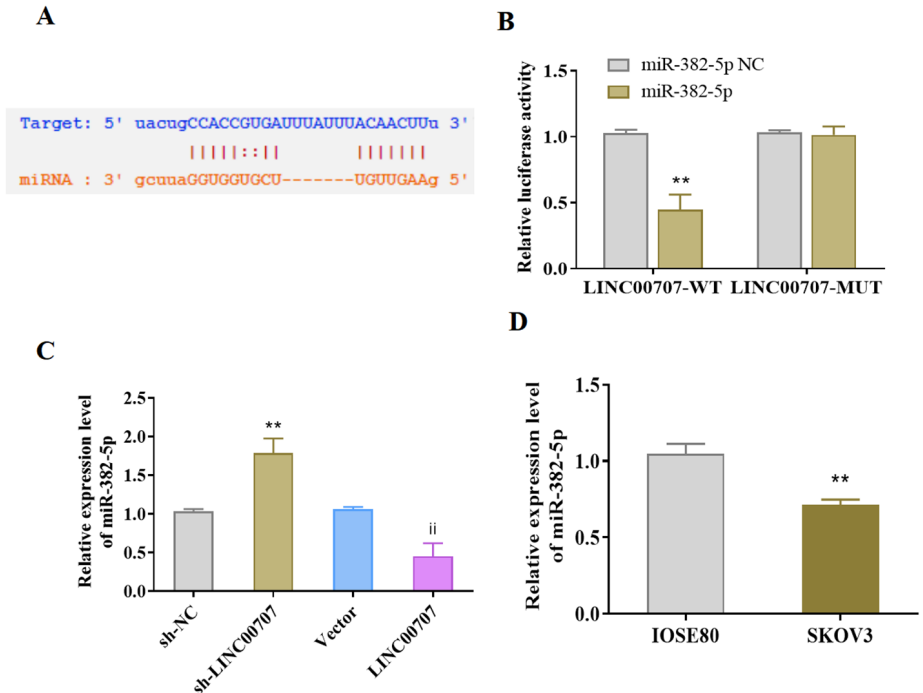 A
Target: 5' uacugCCACCGUGAUUUAUUUACAACUUu 3'
|||||::|| |||||||
miRNA : 3' gcuuaGGUGGUGCU-------UGUUGAAg 5'
B
miR-382-5p NC
miR-382-5p
Relative luciferase activity
1.5
1.0
0.5
0.0
**
LINC00707-WT
LINC00707-MUT
C
Relative expression level
of miR-382-5p
2.5
2.0
1.5
1.0
0.5
0.0
**
ii
sh-NC
sh-LINC00707
Vector
LINC00707
D
Relative expression level
of miR-382-5p
1.5
1.0
0.5
0.0
**
IOSE80
SKOV3